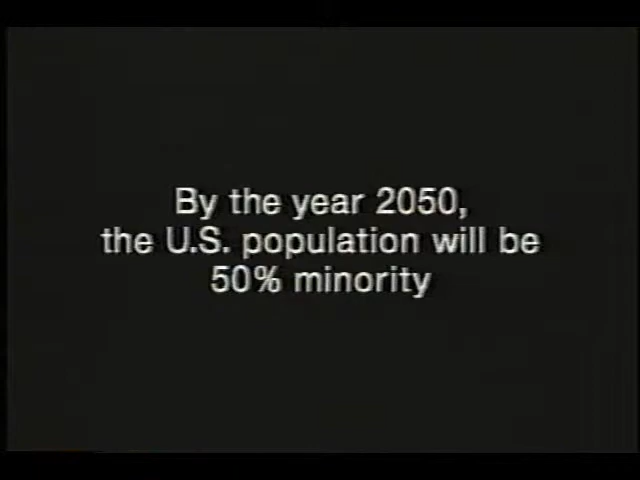 By the year 2050,
the U.S. population will be
50% minority